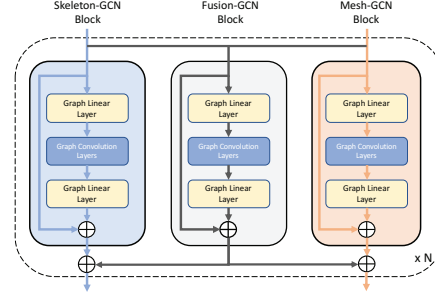 Skeleton-GCN
Block
Fusion-GCN
Block
Mesh-GCN
Block
Graph Linear
Layer
Graph Convolution
Layers
Graph Linear
Layer
Graph Linear
Layer
Graph Convolution
Layers
Graph Linear
Layer
Graph Linear
Layer
Graph Convolution
Layers
Graph Linear
Layer
x N